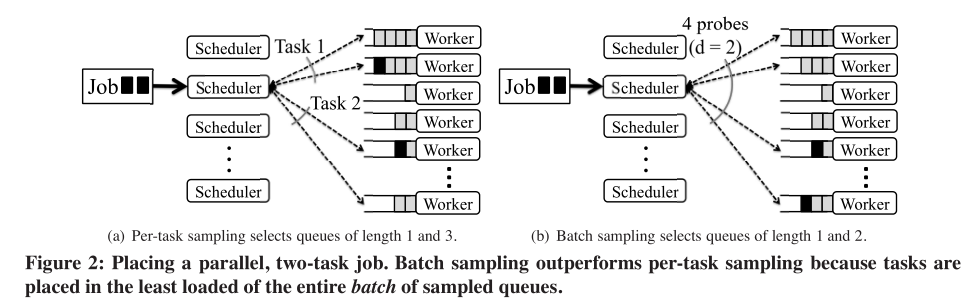 Job
Scheduler
Scheduler
Scheduler
Scheduler
Task 1
Task 2
Worker
Worker
Worker
Worker
Worker
Worker
(a) Per-task sampling selects queues of length 1 and 3.
Job
Scheduler
Scheduler
Scheduler
Scheduler
4 probes
(d = 2)
Worker
Worker
Worker
Worker
Worker
Worker
(b) Batch sampling selects queues of length 1 and 2.
Figure 2: Placing a parallel, two-task job. Batch sampling outperforms per-task sampling because tasks are
placed in the least loaded of the entire batch of sampled queues.